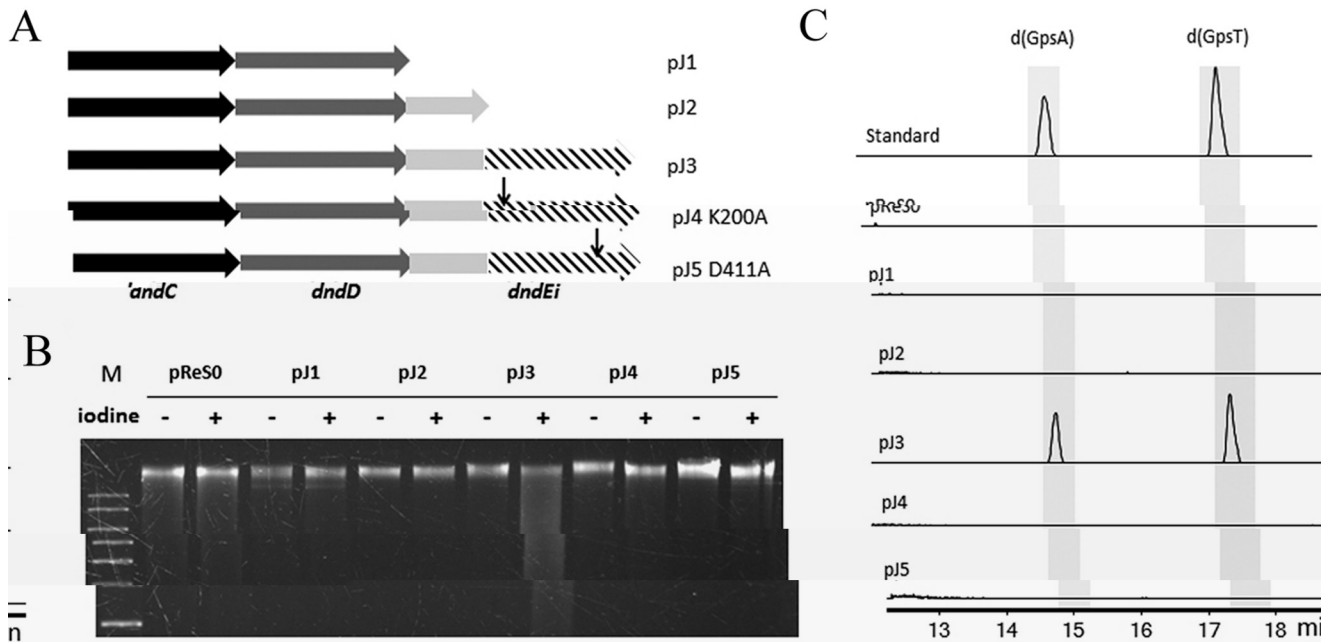 A
pJ1
pJ2
pJ3
pJ4 K200A
pJ5 D411A
'andC dndD dndEi
B
M pReS0 pJ1 pJ2 pJ3 pJ4 pJ5
iodine - + - + - + - + - + - +
n
C
d(GpsA) d(GpsT)
Standard
pJ1
pJ2
pJ3
pJ4
pJ5
13 14 15 16 17 18 mi